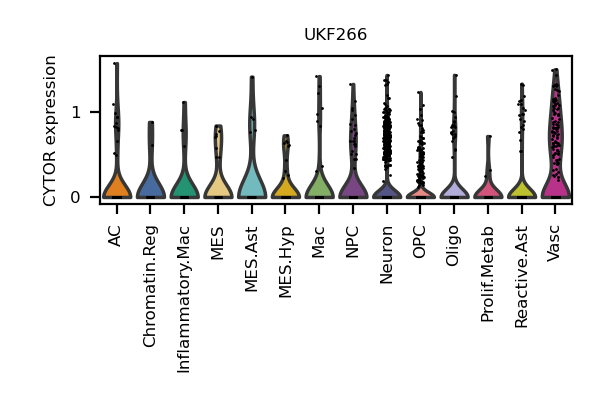 UKF266
CYTOR expression
1
0
AC
Chromatin.Reg
Inflammatory.Mac
MES
MES.Ast
MES.Hyp
Mac
NPC
Neuron
OPC
Oligo
Prolif.Metab
Reactive.Ast
Vasc